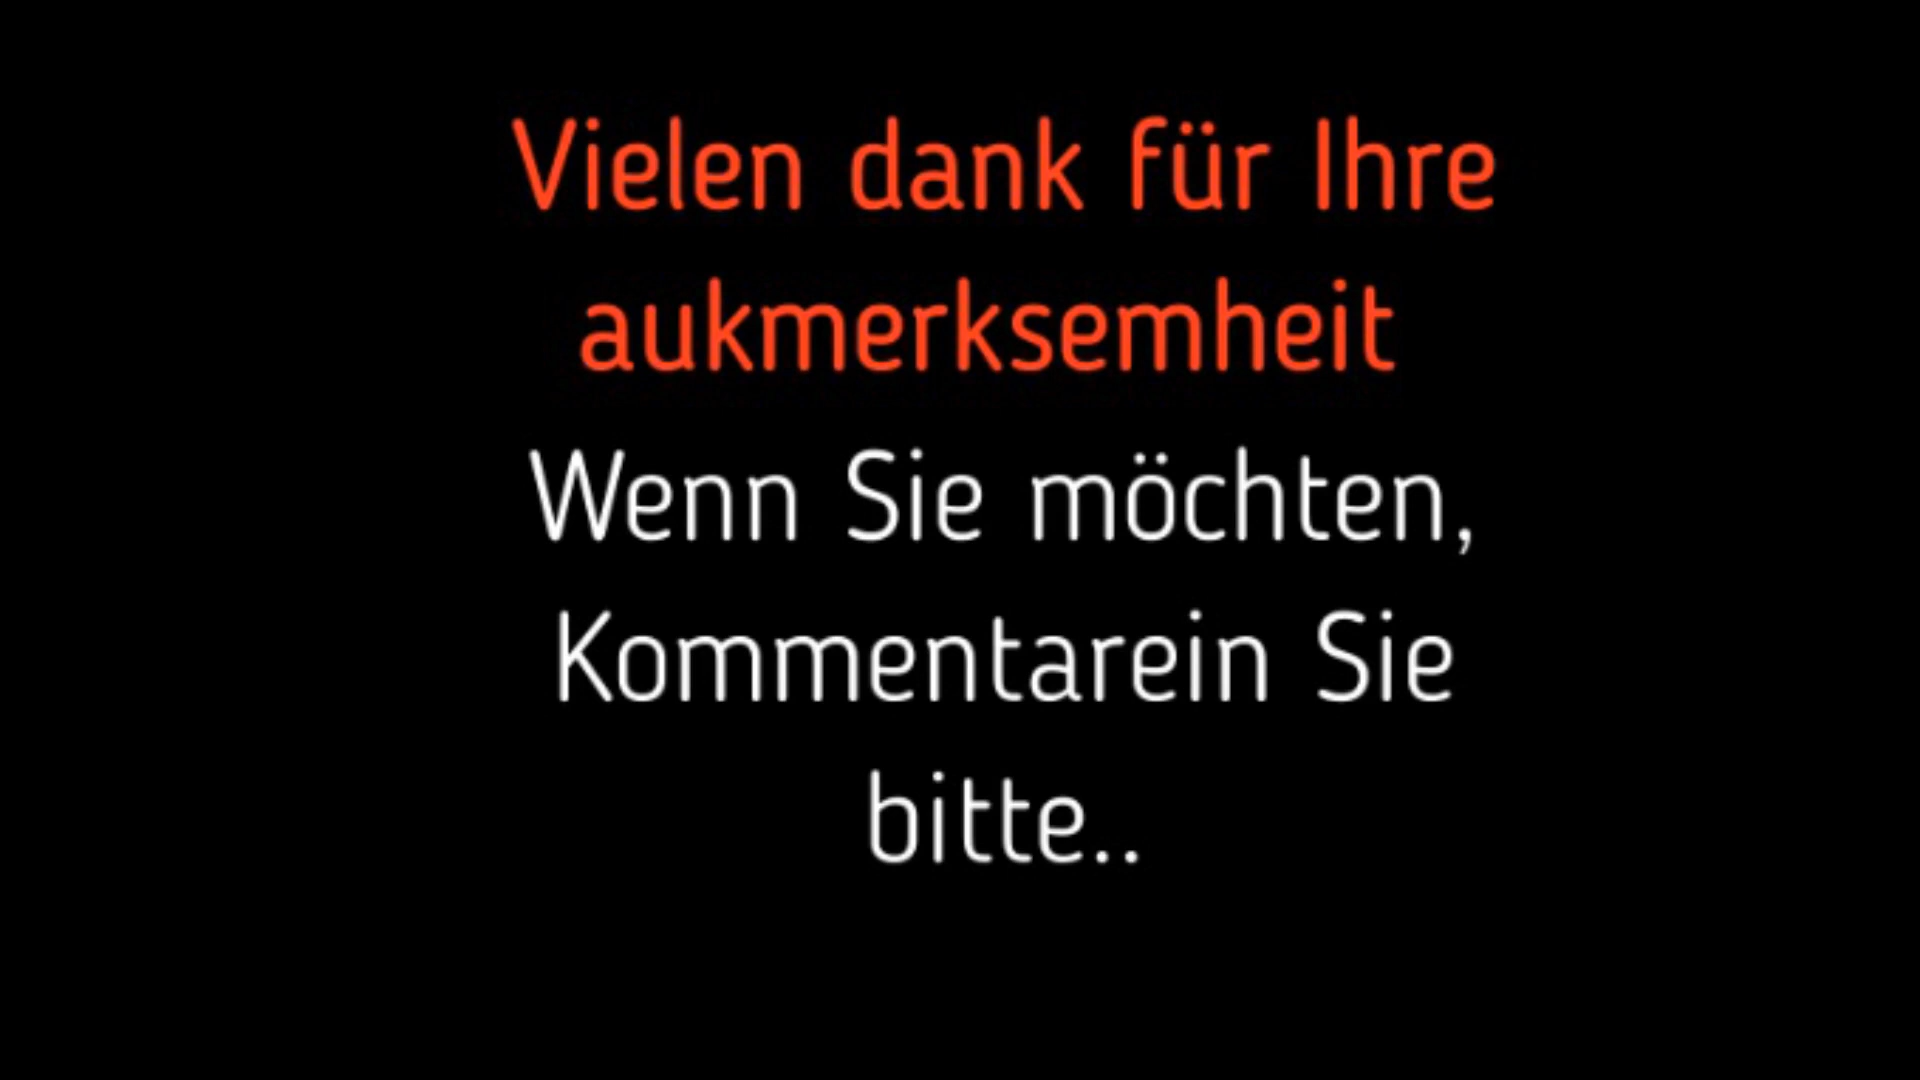 Vielen dank für Ihre
aukmerksemheit
Wenn Sie möchten,
Kommentarein Sie
bitte..